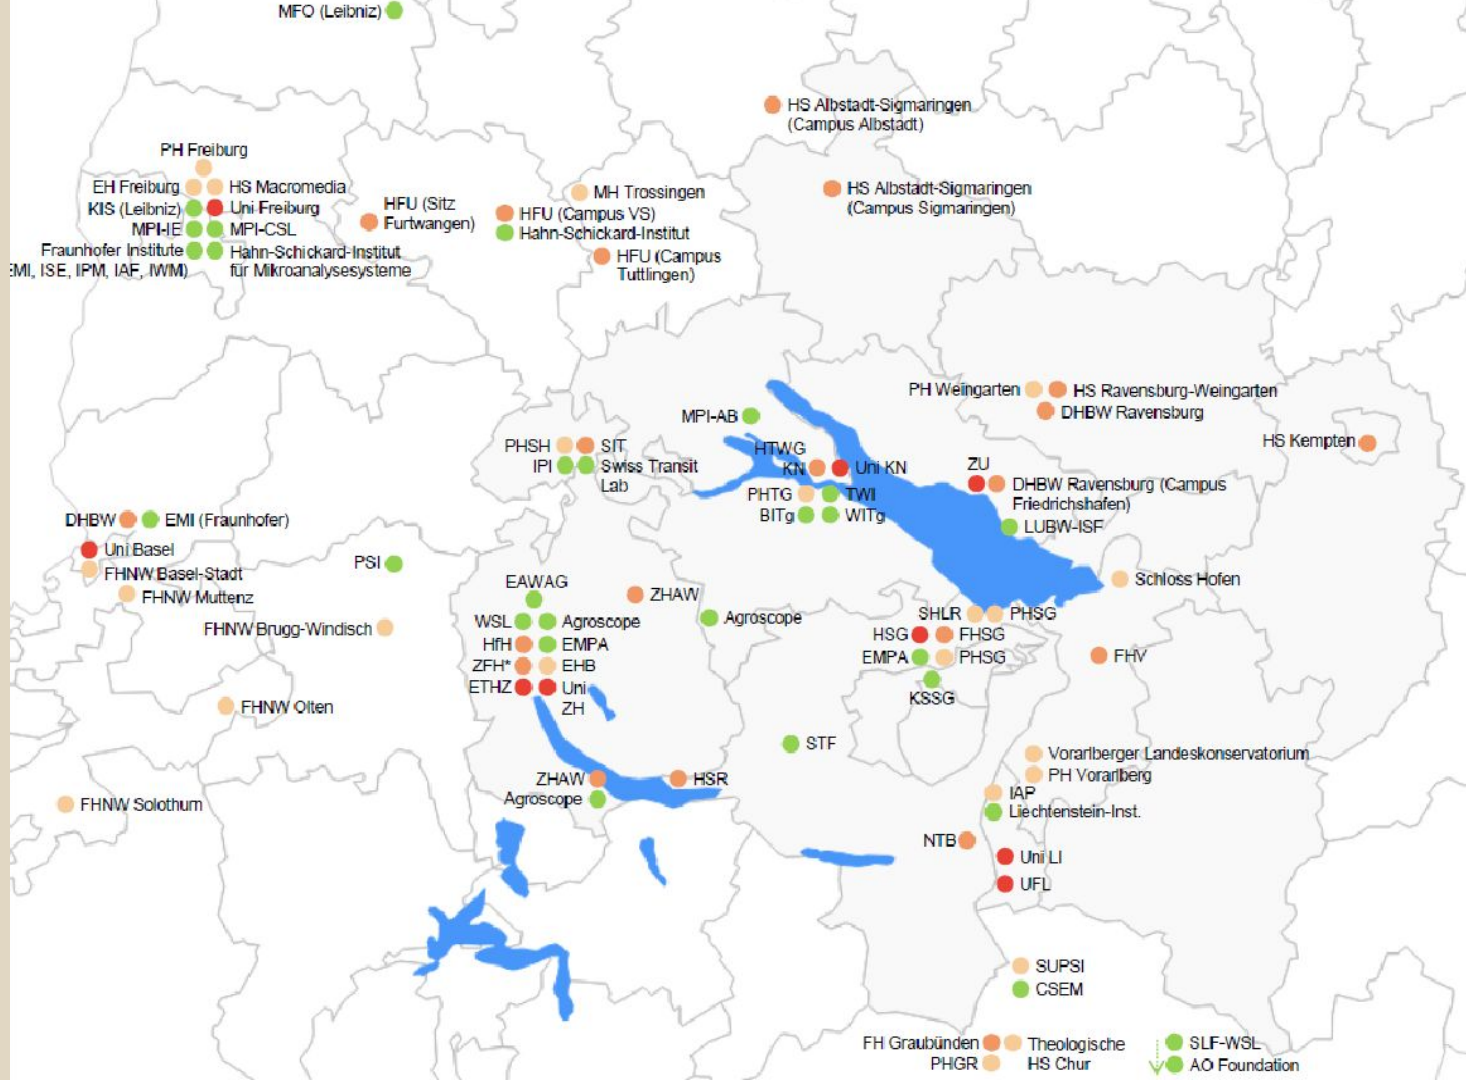 MFO (Leibniz)
HS Albstadt-Sigmaringen
(Campus Albstadt)
PH Freiburg
EH Freiburg
HS Macromedia
KIS (Leibniz)
Uni Freiburg
MPI-IE
MPI-CSL
Fraunhofer Institute
Hahn-Schickard-Institut
EMI, ISE, IPM, IAF, IWM)
für Mikroanalysesysteme
HFU (Sitz
Furtwangen)
MH Trossingen
HFU (Campus VS)
Hahn-Schickard-Institut
HFU (Campus
Tuttlingen)
HS Albstadt-Sigmaringen
(Campus Sigmaringen)
PH Weingarten
HS Ravensburg-Weingarten
DHBW Ravensburg
HS Kempten
MPI-AB
PHSH
SIT
IPI
Swiss Transit
Lab
HTWG
KN
Uni KN
PHTG
TWI
BITg
WITg
ZU
DHBW Ravensburg (Campus
Friedrichshafen)
LUBW-ISF
DHBW
EMI (Fraunhofer)
Uni Basel
FHNW Basel-Stadt
FHNW Muttenz
PSI
FHNW Brugg-Windisch
FHNW Olten
FHNW Solothurn
EAWAG
WSL
Agroscope
HfH
EMPA
ZFH*
EHB
ETHZ
Uni
ZH
ZHAW
Agroscope
Schloss Hofen
SHLR
PHSG
HSG
FHSG
EMPA
PHSG
KSSG
FHV
STF
ZHAW
HSR
Agroscope
Vorarlberger Landeskonservatorium
PH Vorarlberg
IAP
Liechtenstein-Inst.
NTB
Uni LI
UFL
SUPSI
CSEM
FH Graubünden
Theologische
HS Chur
PHGR
SLF-WSL
AO Foundation